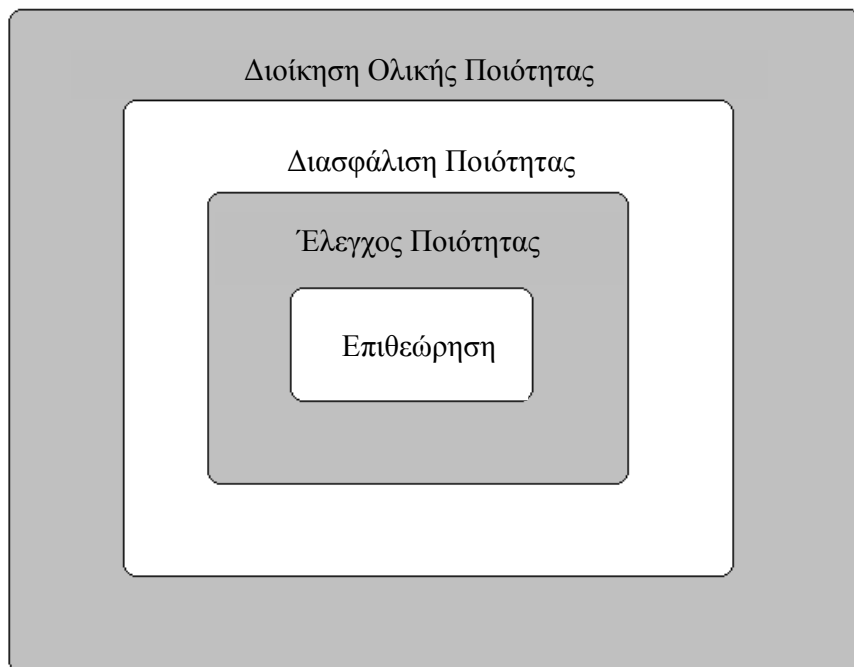 Διοίκηση Ολικής Ποιότητας
Διασφάλιση Ποιότητας
Έλεγχος Ποιότητας
Επιθεώρηση